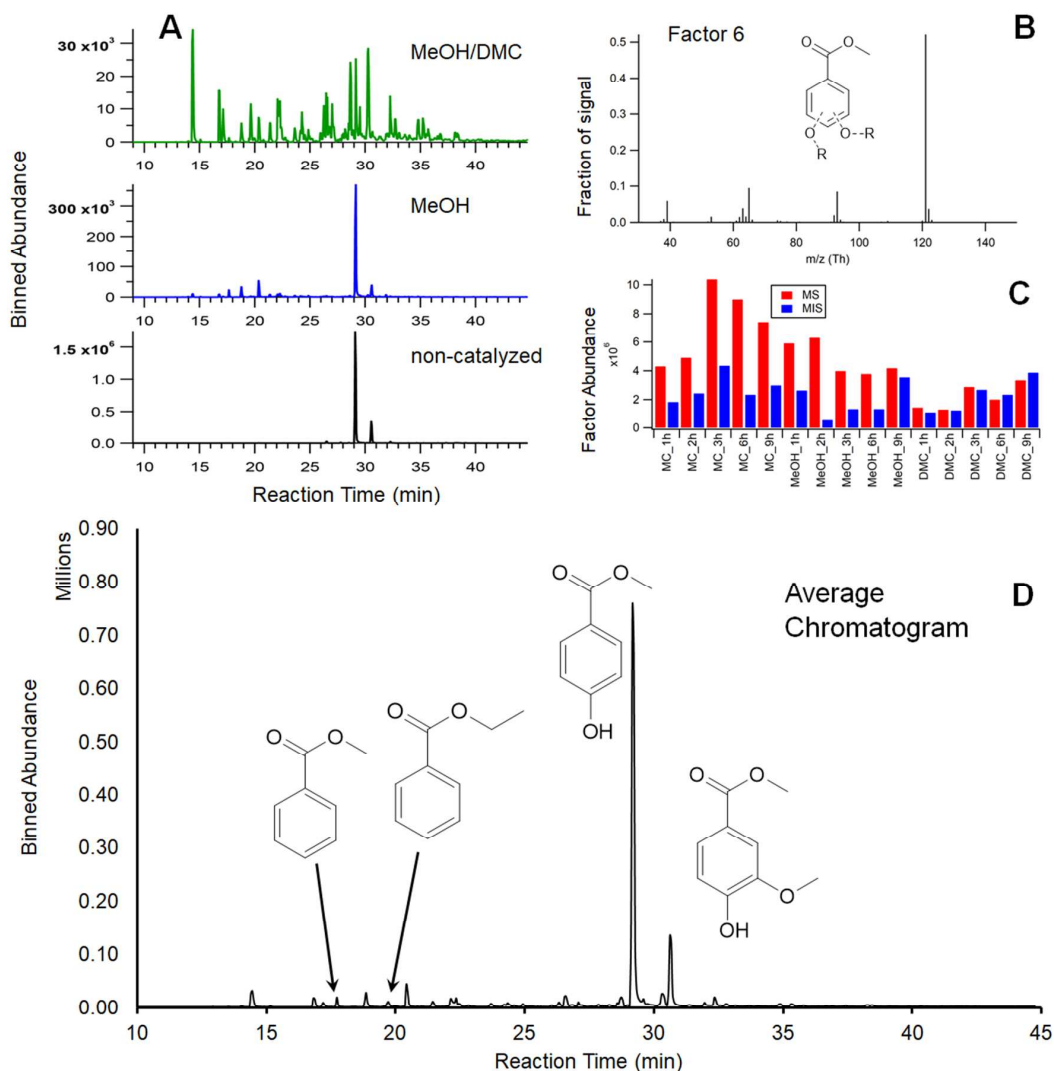 A
MeOH/DMC
30 x10³
20
10
0
10 15 20 25 30 35 40
MeOH
300 x10³
200
100
0
10 15 20 25 30 35 40
non-catalyzed
1.5 x10⁶
1.0
0.5
0.0
10 15 20 25 30 35 40
Binned Abundance
Reaction Time (min)
B
Factor 6
O
O
O
R
O--R
0.5
0.4
0.3
0.2
0.1
0.0
Fraction of signal
40 60 80 100 120 140
m/z (Th)
C
MS
MIS
10
8
6
4
2
0
Factor Abundance
x10⁶
MC_1h
MC_2h
MC_3h
MC_6h
MC_9h
MeOH_1h
MeOH_2h
MeOH_3h
MeOH_6h
MeOH_9h
DMC_1h
DMC_2h
DMC_3h
DMC_6h
DMC_9h
D
Average
Chromatogram
Millions
0.90
0.80
0.70
0.60
0.50
0.40
0.30
0.20
0.10
0.00
Binned Abundance
O
O
O
O
O
O
OH
O
O
O
OH
10 15 20 25 30 35 40 45
Reaction Time (min)